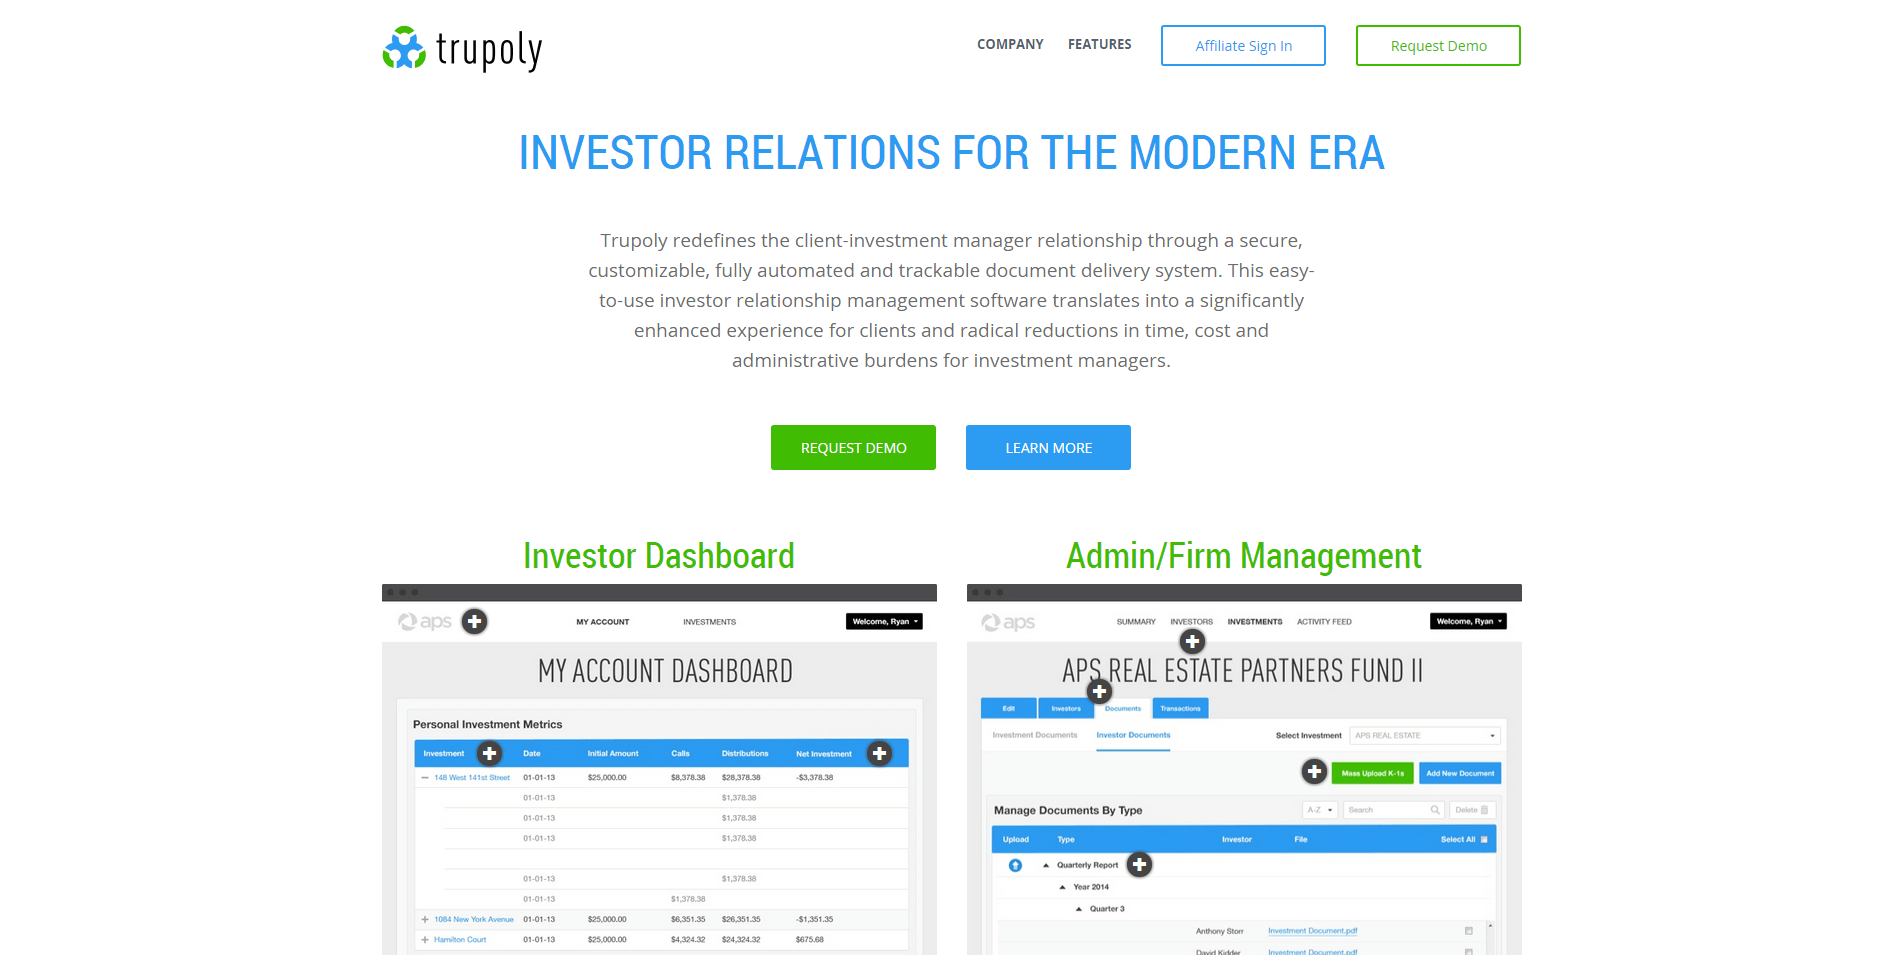 trupoly
COMPANY FEATURES Affiliate Sign In Request Demo
INVESTOR RELATIONS FOR THE MODERN ERA
Trupoly redefines the client-investment manager relationship through a secure,
customizable, fully automated and trackable document delivery system. This easy-
to-use investor relationship management software translates into a significantly
enhanced experience for clients and radical reductions in time, cost and
administrative burdens for investment managers.
REQUEST DEMO LEARN MORE
Investor Dashboard
aps MY ACCOUNT INVESTMENTS Welcome, Ryan
MY ACCOUNT DASHBOARD
Personal Investment Metrics
Investment Date Initial Amount Calls Distributions Net Investment
148 West 141st Street 01-01-13 $25,000.00 $8,378.38 $28,378.38 -$3,378.38
01-01-13 $1,378.38
01-01-13 $1,378.38
01-01-13 $1,378.38
01-01-13 $1,378.38
01-01-13 $1,378.38
1084 New York Avenue 01-01-13 $25,000.00 $6,351.35 $26,351.35 -$1,351.35
Hamilton Court 01-01-13 $25,000.00 $4,324.32 $24,324.32 $675.68
Admin/Firm Management
aps SUMMARY INVESTORS INVESTMENTS ACTIVITY FEED Welcome, Ryan
APS REAL ESTATE PARTNERS FUND II
Edit Investors Documents Transactions
Investment Documents Investor Documents Select Investment APS REAL ESTATE
Mass Upload K-1s Add New Document
Manage Documents By Type A-Z Search Delete
Upload Type Investor File Select All
Quarterly Report
Year 2014
Quarter 3
Anthony Storr Investment Document.pdf
David Kidder Investment Document.pdf